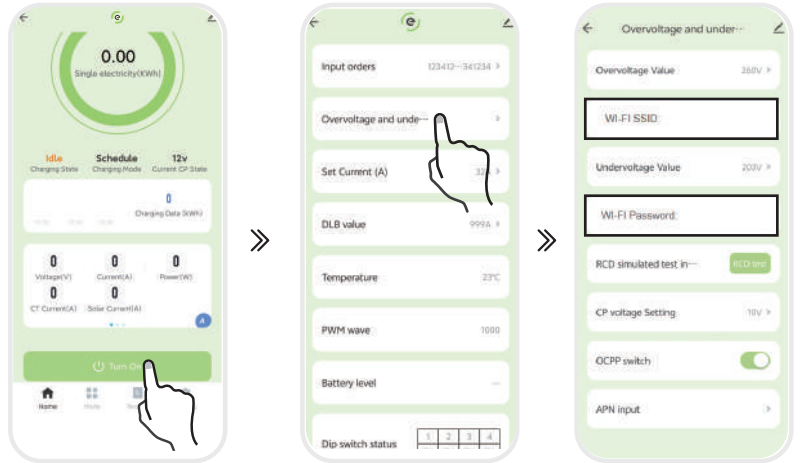 e
0.00
Single electricity(KWh)
Idle Schedule 12v
Charging State Charging Mode Current CP State
0
Charging Data (kWh)
0 0 0
Voltage(V) Current(A) Power(W)
0 0
CT Current(A) Solar Current(A)
A
Turn On
Home Mode
e
Input orders 123412···341234 >
Overvoltage and unde··· >
Set Current (A) 32A >
DLB value 999A >
Temperature 23°C
PWM wave 1000
Battery level --
Dip switch status 1 2 3 4
Overvoltage and under···
Overvoltage Value 260V >
WI-FI SSID:
Undervoltage Value 203V >
WI-FI Password:
RCD simulated test in··· RCD test
CP voltage Setting 10V >
OCPP switch
APN input >